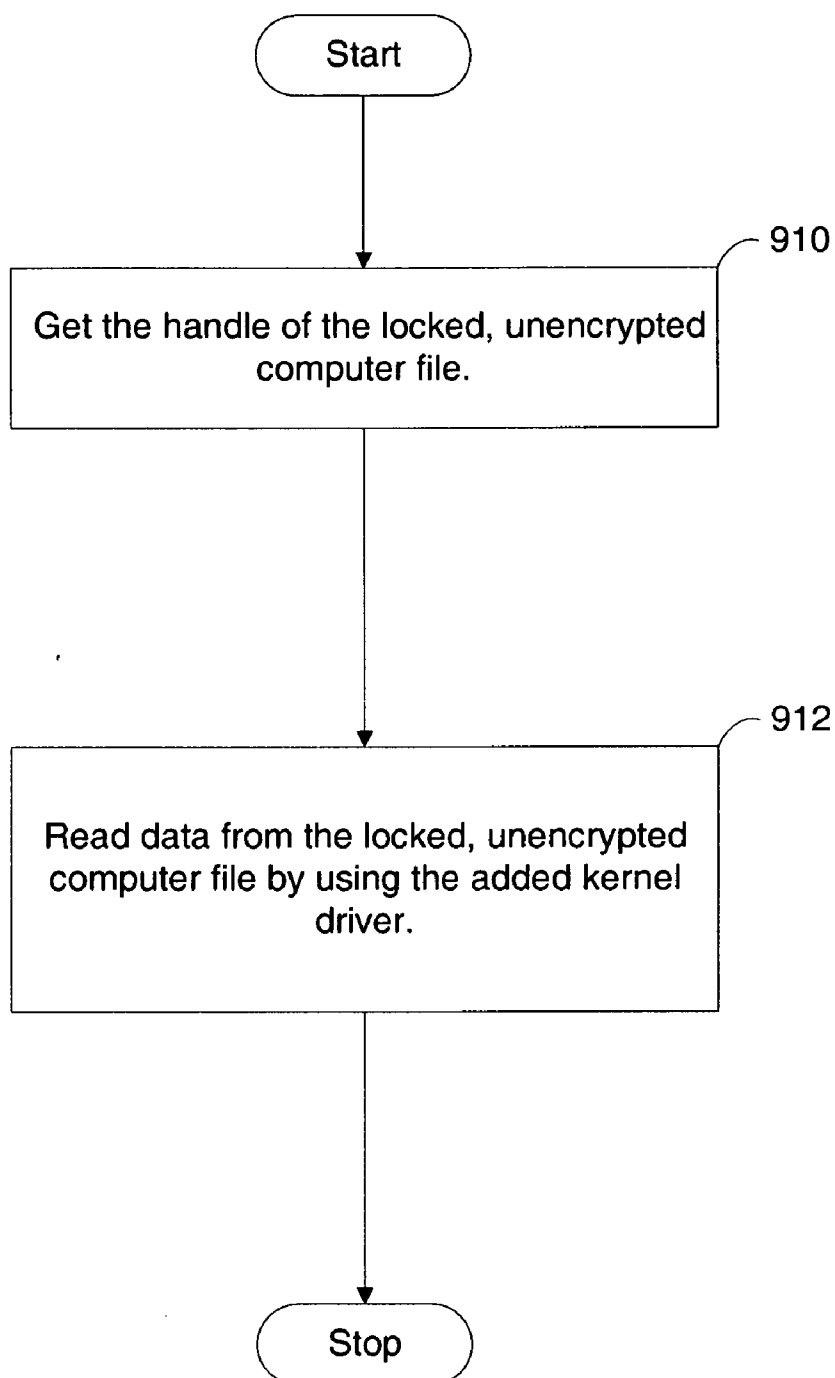 Start
910
Get the handle of the locked, unencrypted
computer file.
912
Read data from the locked, unencrypted
computer file by using the added kernel
driver.
Stop